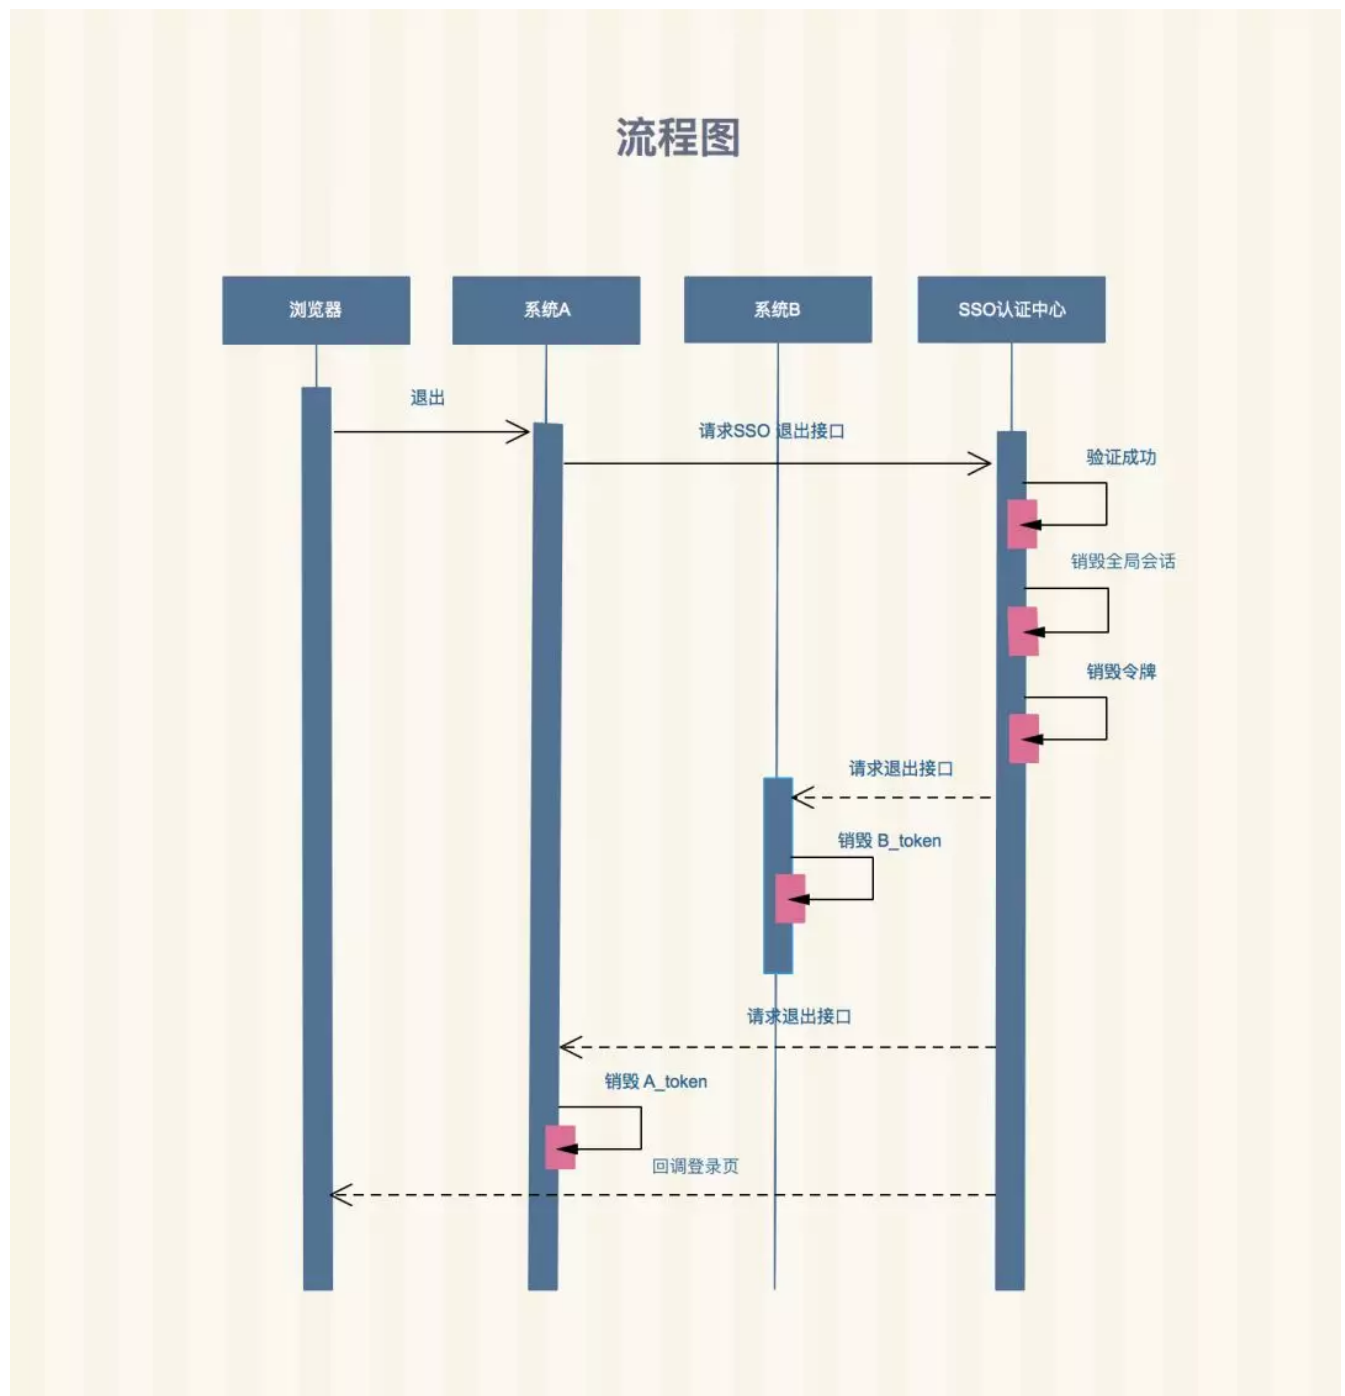 流程图
浏览器
系统A
系统B
SSO认证中心
退出
请求SSO 退出接口
验证成功
销毁全局会话
销毁令牌
请求退出接口
销毁 B_token
请求退出接口
销毁 A_token
回调登录页